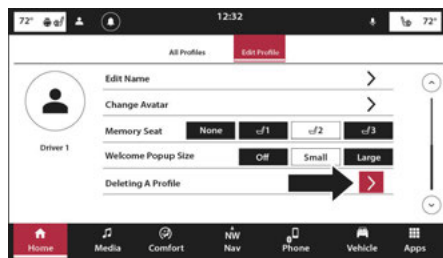 72° 12:32 72°
All Profiles Edit Profile
Edit Name
Change Avatar
Memory Seat None 1 2 3
Driver 1
Welcome Popup Size Off Small Large
Deleting A Profile
NW
Home Media Comfort Nav Phone Vehicle Apps